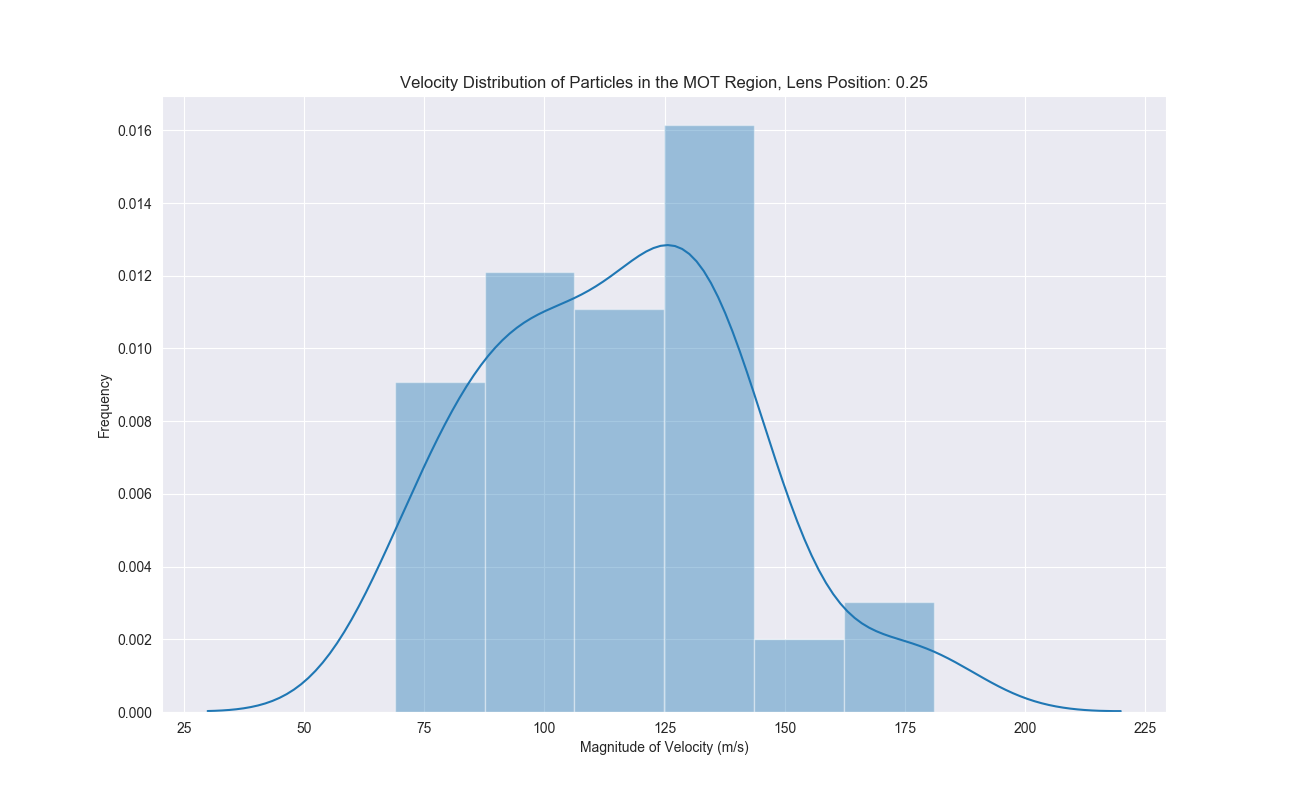 Velocity Distribution of Particles in the MOT Region, Lens Position: 0.25
0.016
0.014
0.012
0.010
0.008
0.006
0.004
0.002
0.000
Frequency
25 50 75 100 125 150 175 200 225
Magnitude of Velocity (m/s)